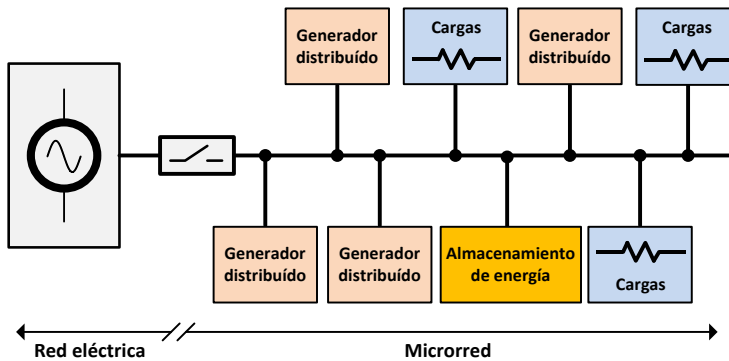 Generador
distribuído
Cargas
Generador
distribuído
Cargas
Generador
distribuído
Generador
distribuído
Almacenamiento
de energía
Cargas
Red eléctrica
Microrred